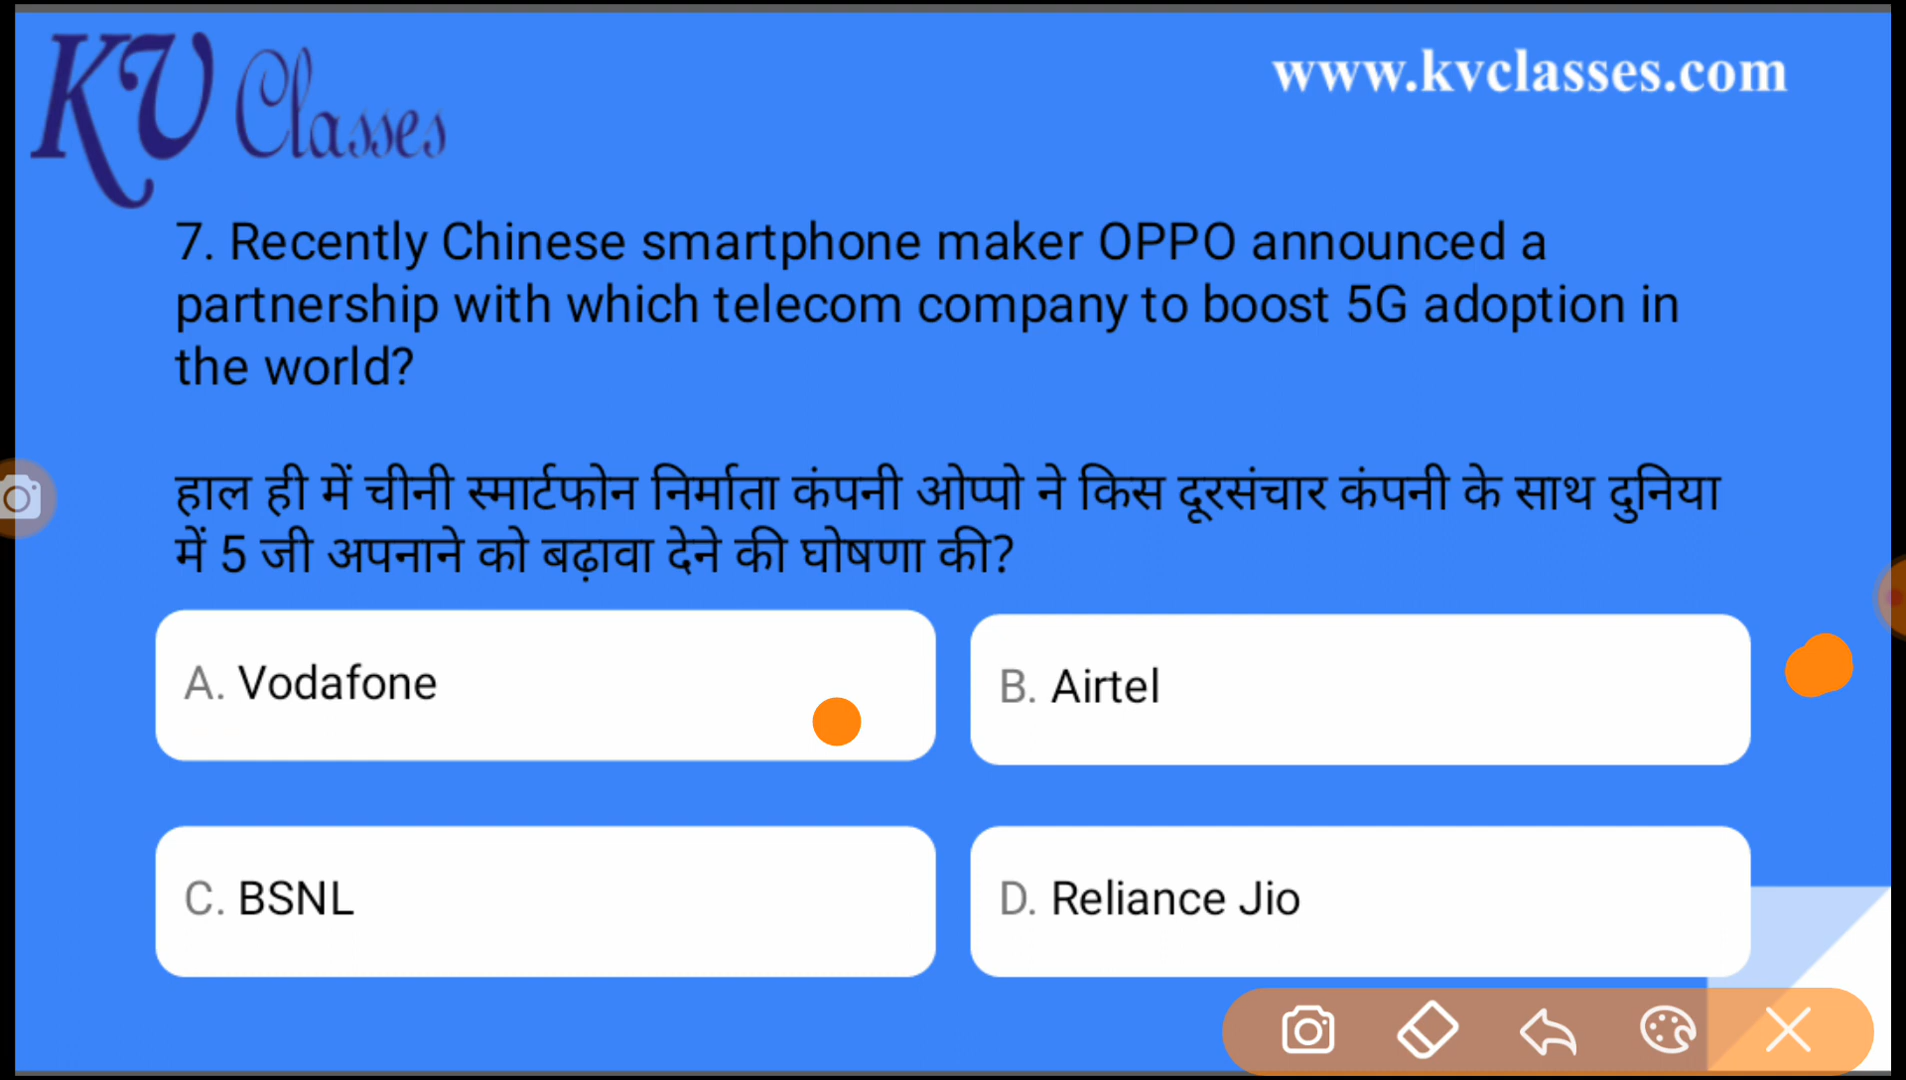 KV Classes
www.kvclasses.com
7. Recently Chinese smartphone maker OPPO announced a
partnership with which telecom company to boost 5G adoption in
the world?
हाल ही में चीनी स्मार्टफोन निर्माता कंपनी ओप्पो ने किस दूरसंचार कंपनी के साथ दुनिया
में 5 जी अपनाने को बढ़ावा देने की घोषणा की?
A. Vodafone
B. Airtel
C. BSNL
D. Reliance Jio